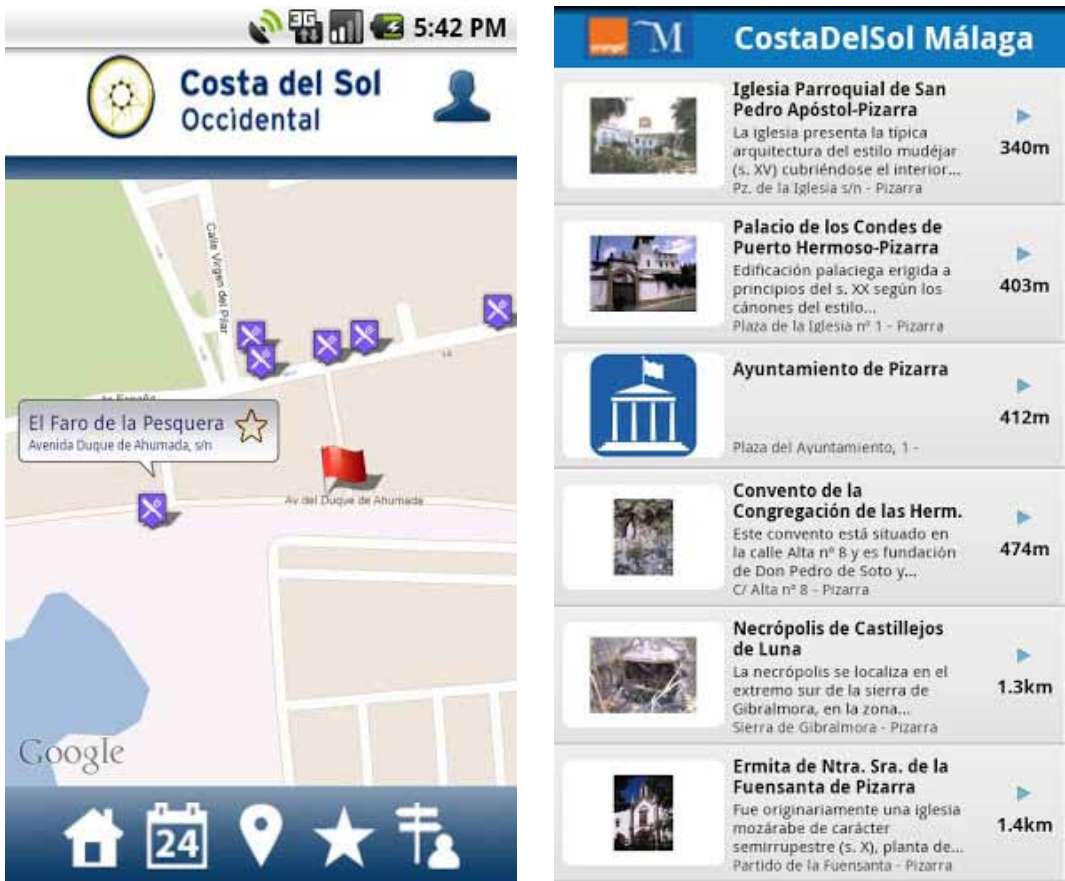 3G
5:42 PM
Costa del Sol
Occidental
Calle Virgen del Pilar
El Faro de la Pesquera
Avenida Duque de Ahumada, s/n
Av del Duque de Ahumada
Google
24
orange M CostaDelSol Málaga
Iglesia Parroquial de San
Pedro Apóstol-Pizarra
La iglesia presenta la típica
arquitectura del estilo mudéjar
(s. XV) cubriéndose el interior...
Pz. de la Iglesia s/n - Pizarra
340m
Palacio de los Condes de
Puerto Hermoso-Pizarra
Edificación palaciega erigida a
principios del s. XX según los
cánones del estilo...
Plaza de la Iglesia nº 1 - Pizarra
403m
Ayuntamiento de Pizarra
Plaza del Ayuntamiento, 1 -
412m
Convento de la
Congregación de las Herm.
Este convento está situado en
la calle Alta nº 8 y es fundación
de Don Pedro de Soto y...
C/ Alta nº 8 - Pizarra
474m
Necrópolis de Castillejos
de Luna
La necrópolis se localiza en el
extremo sur de la sierra de
Gibralmora, en la zona...
Sierra de Gibralmora - Pizarra
1.3km
Ermita de Ntra. Sra. de la
Fuensanta de Pizarra
Fue originariamente una iglesia
mozárabe de carácter
semirrupestre (s. X), planta de...
Partido de la Fuensanta - Pizarra
1.4km